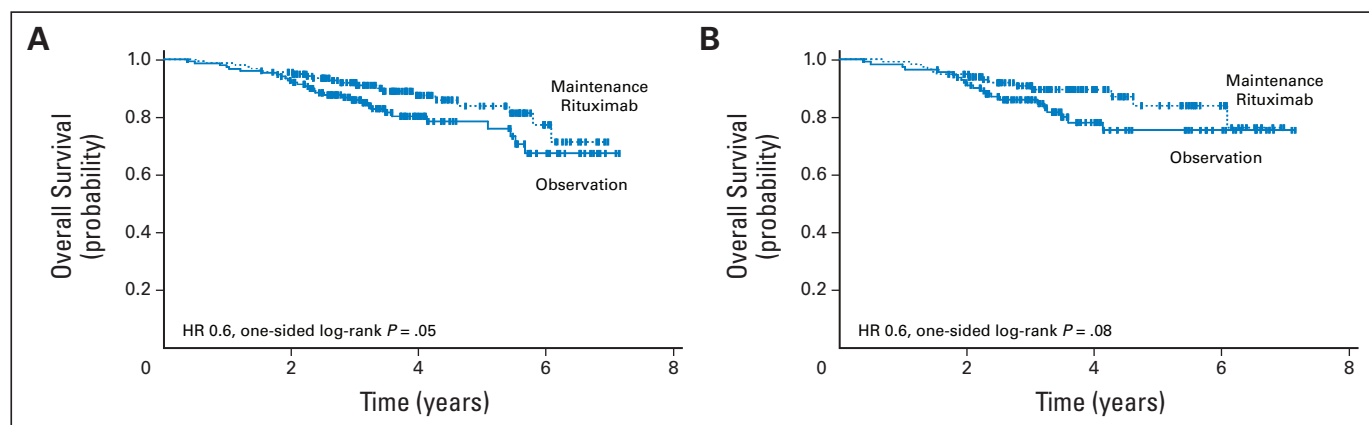 A
Overall Survival
(probability)
1.0
0.8
0.6
0.4
0.2
0
Maintenance
Rituximab
Observation
HR 0.6, one-sided log-rank P = .05
2
4
6
8
Time (years)
B
Overall Survival
(probability)
1.0
0.8
0.6
0.4
0.2
0
Maintenance
Rituximab
Observation
HR 0.6, one-sided log-rank P = .08
2
4
6
8
Time (years)